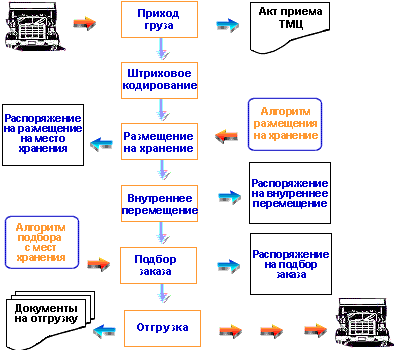 Приход
груза
Акт приема
ТМЦ
Штриховое
кодирование
Распоряжение
на размещение
на место
хранения
Размещение
на хранение
Алгоритм
размещения
на хранение
Внутреннее
перемещение
Распоряжение
на внутреннее
перемещение
Алгоритм
подбора
с мест
хранения
Подбор
заказа
Распоряжение
на подбор
заказа
Документы
на отгрузку
Отгрузка